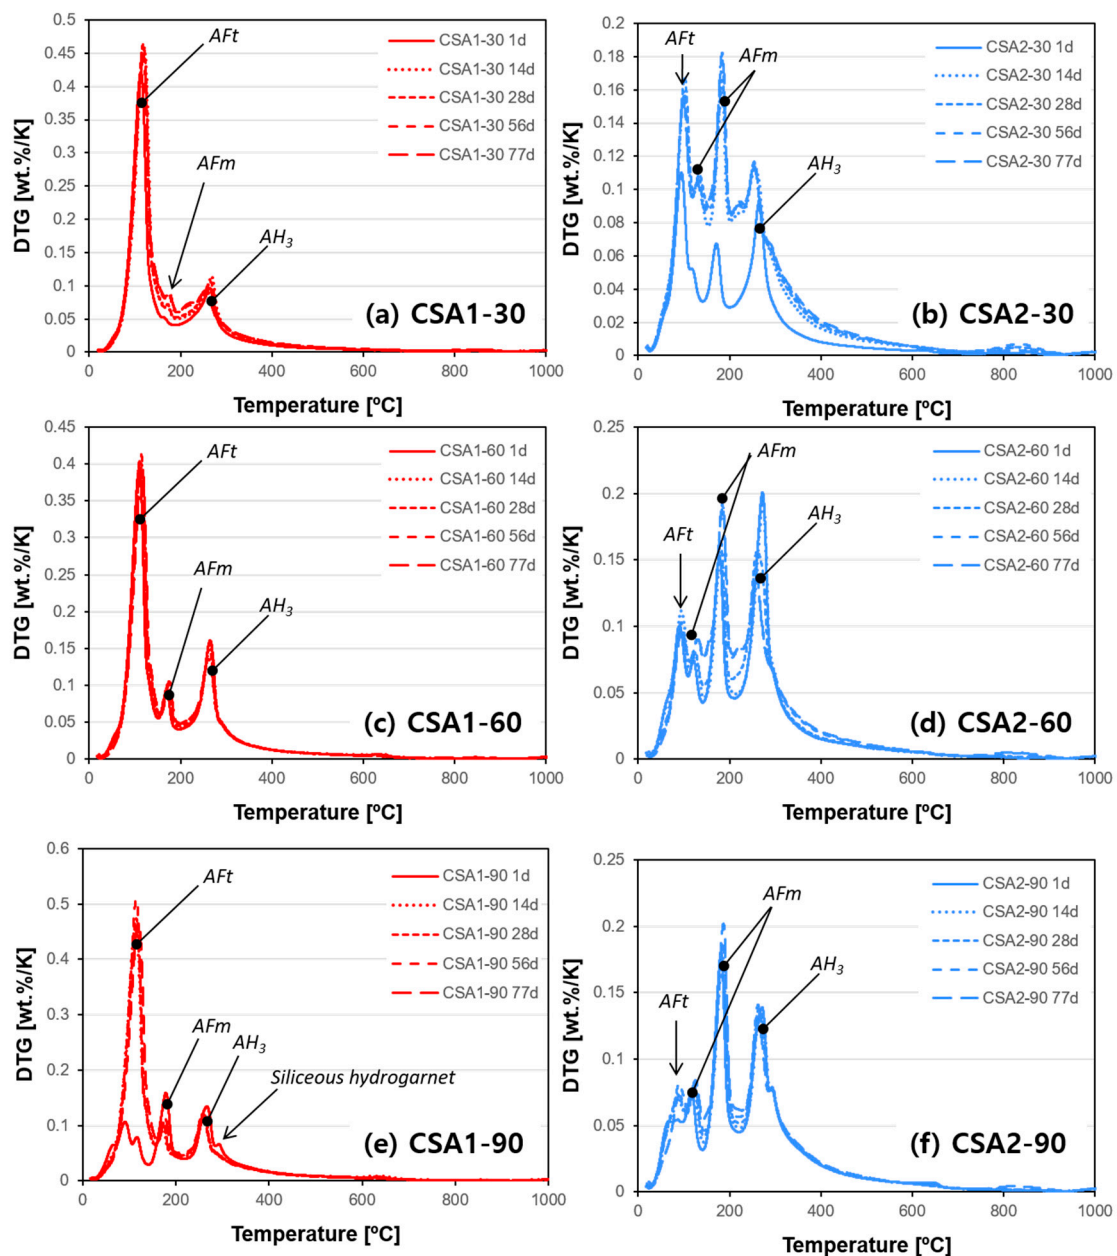 0.5
0.45
0.4
0.35
0.3
0.25
0.2
0.15
0.1
0.05
0
DTG [wt.%/K]
AFt
AFm
AH3
CSA1-30 1d
CSA1-30 14d
CSA1-30 28d
CSA1-30 56d
CSA1-30 77d
(a) CSA1-30
0 200 400 600 800 1000
Temperature [ºC]
0.2
0.18
0.16
0.14
0.12
0.1
0.08
0.06
0.04
0.02
0
DTG [wt.%/K]
AFt
AFm
AH3
CSA2-30 1d
CSA2-30 14d
CSA2-30 28d
CSA2-30 56d
CSA2-30 77d
(b) CSA2-30
0 200 400 600 800 1000
Temperature [ºC]
0.45
0.4
0.35
0.3
0.25
0.2
0.15
0.1
0.05
0
DTG [wt.%/K]
AFt
AFm
AH3
CSA1-60 1d
CSA1-60 14d
CSA1-60 28d
CSA1-60 56d
CSA1-60 77d
(c) CSA1-60
0 200 400 600 800 1000
Temperature [ºC]
0.25
0.2
0.15
0.1
0.05
0
DTG [wt.%/K]
AFt
AFm
AH3
CSA2-60 1d
CSA2-60 14d
CSA2-60 28d
CSA2-60 56d
CSA2-60 77d
(d) CSA2-60
0 200 400 600 800 1000
Temperature [ºC]
0.6
0.5
0.4
0.3
0.2
0.1
0
DTG [wt.%/K]
AFt
AFm
AH3
Siliceous hydrogarnet
CSA1-90 1d
CSA1-90 14d
CSA1-90 28d
CSA1-90 56d
CSA1-90 77d
(e) CSA1-90
0 200 400 600 800 1000
Temperature [ºC]
0.25
0.2
0.15
0.1
0.05
0
DTG [wt.%/K]
AFt
AFm
AH3
CSA2-90 1d
CSA2-90 14d
CSA2-90 28d
CSA2-90 56d
CSA2-90 77d
(f) CSA2-90
0 200 400 600 800 1000
Temperature [ºC]